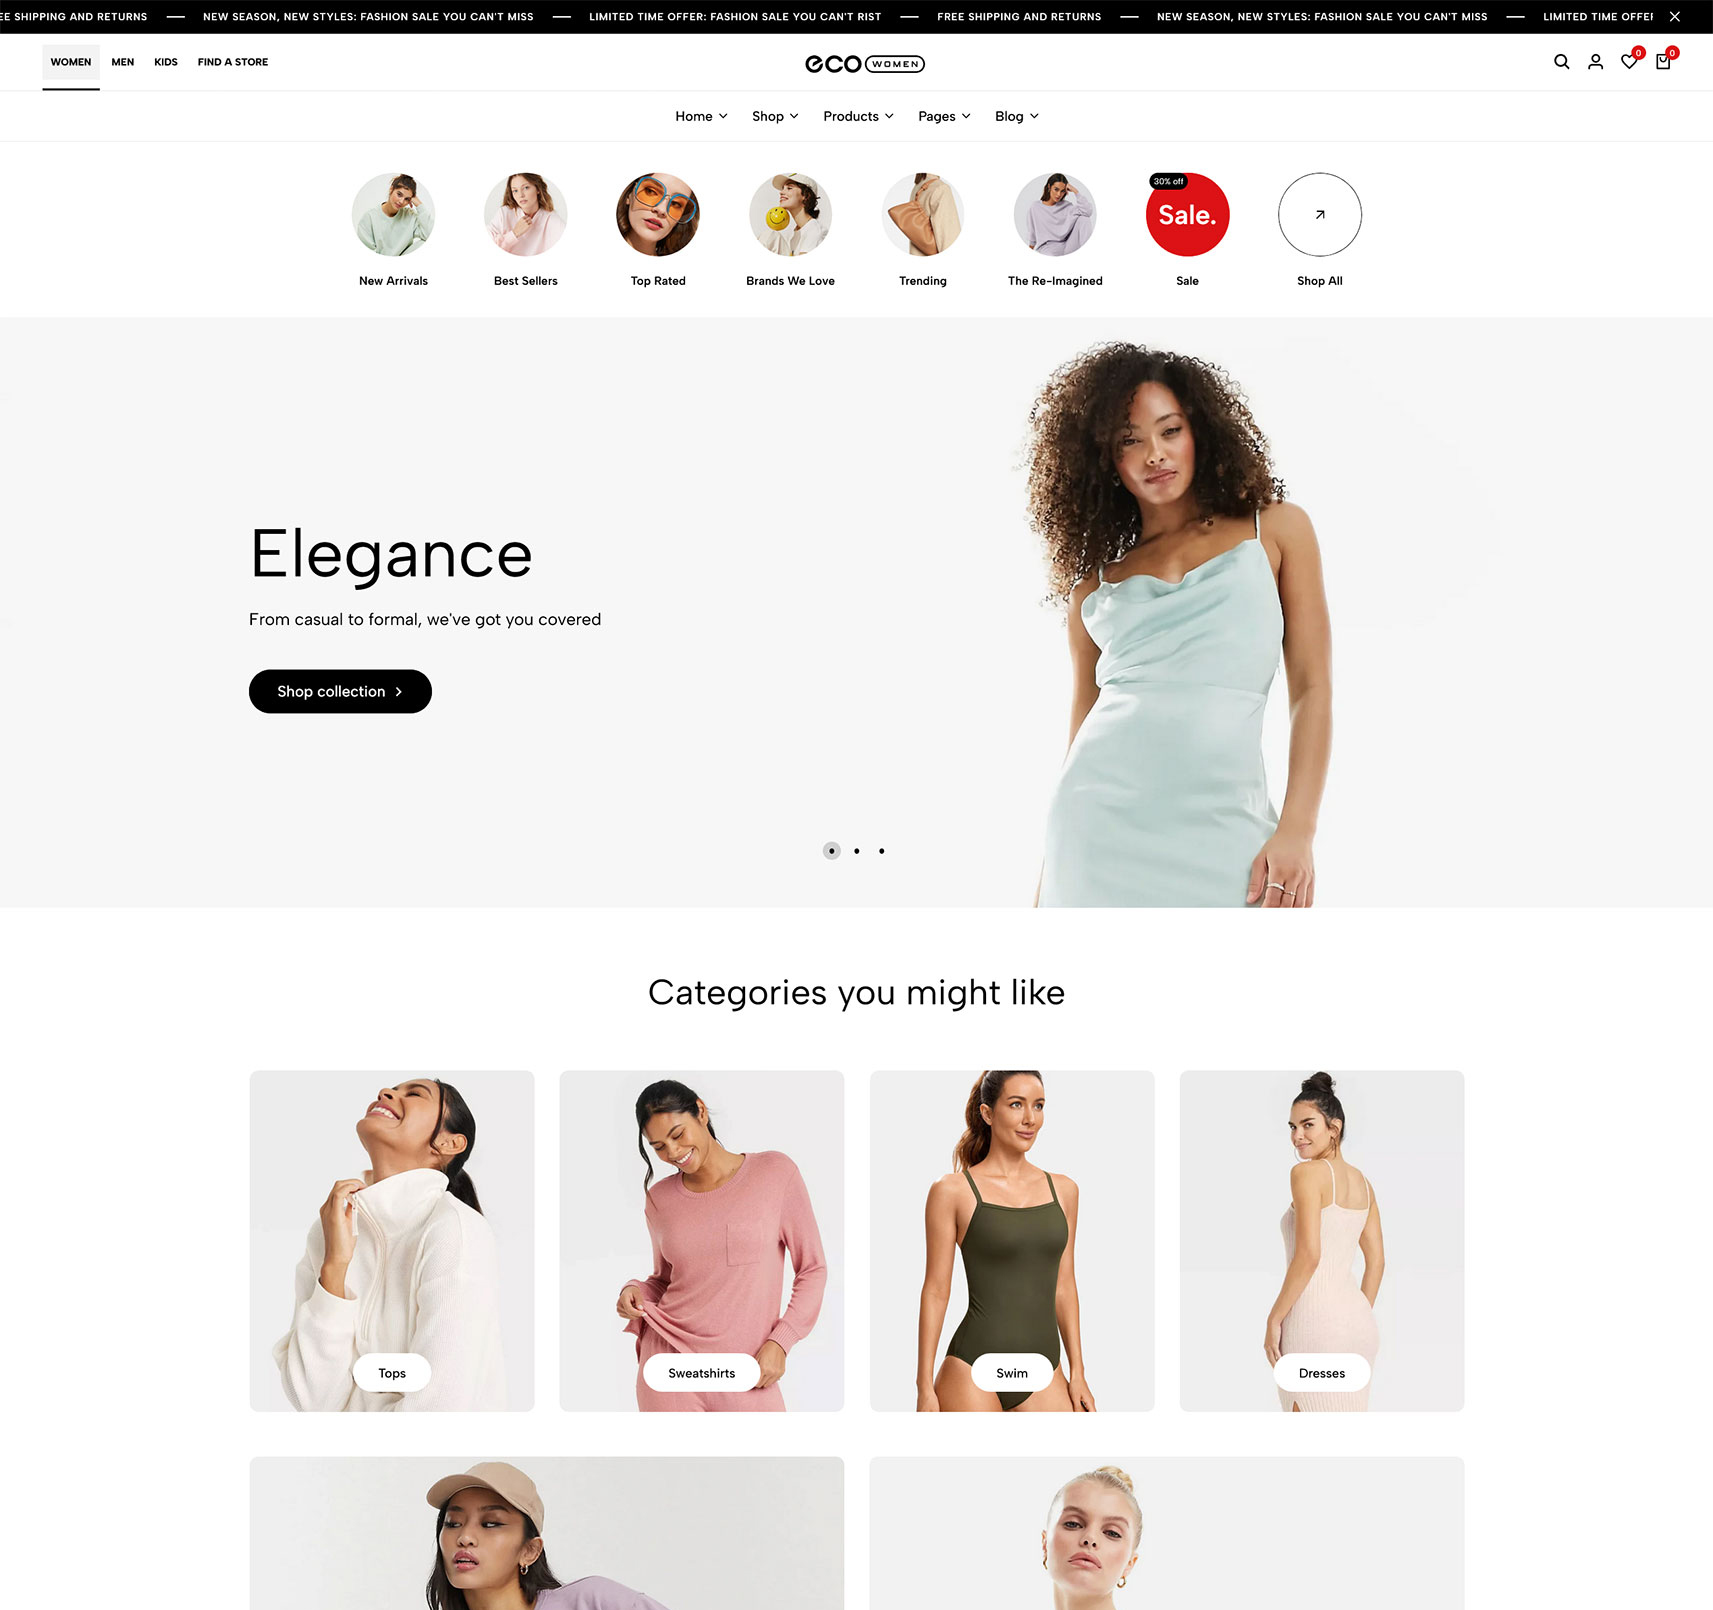 E SHIPPING AND RETURNS — NEW SEASON, NEW STYLES: FASHION SALE YOU CAN'T MISS — LIMITED TIME OFFER: FASHION SALE YOU CAN'T RIST — FREE SHIPPING AND RETURNS — NEW SEASON, NEW STYLES: FASHION SALE YOU CAN'T MISS — LIMITED TIME OFFE
WOMEN MEN KIDS FIND A STORE
eco WOMEN
0 0
Home Shop Products Pages Blog
30% off
Sale.
New Arrivals Best Sellers Top Rated Brands We Love Trending The Re-Imagined Sale Shop All
Elegance
From casual to formal, we've got you covered
Shop collection
Categories you might like
Tops Sweatshirts Swim Dresses